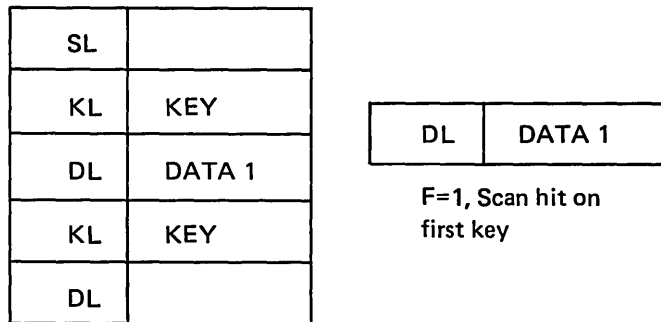 SL
KL KEY
DL DATA 1
KL KEY
DL
DL DATA 1
F=1, Scan hit on
first key